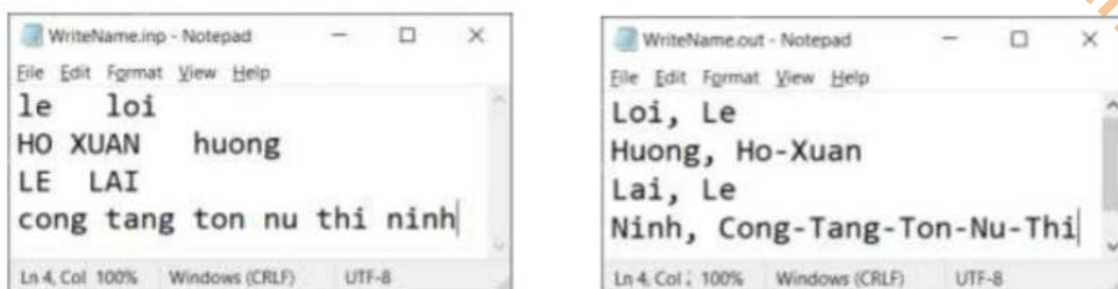 WriteName.inp - Notepad
File Edit Format View Help
le loi
HO XUAN huong
LE LAI
cong tang ton nu thi ninh
Ln 4, Col 100% Windows (CRLF) UTF-8
WriteName.out - Notepad
File Edit Format View Help
Loi, Le
Huong, Ho-Xuan
Lai, Le
Ninh, Cong-Tang-Ton-Nu-Thi
Ln 4, Col 100% Windows (CRLF) UTF-8